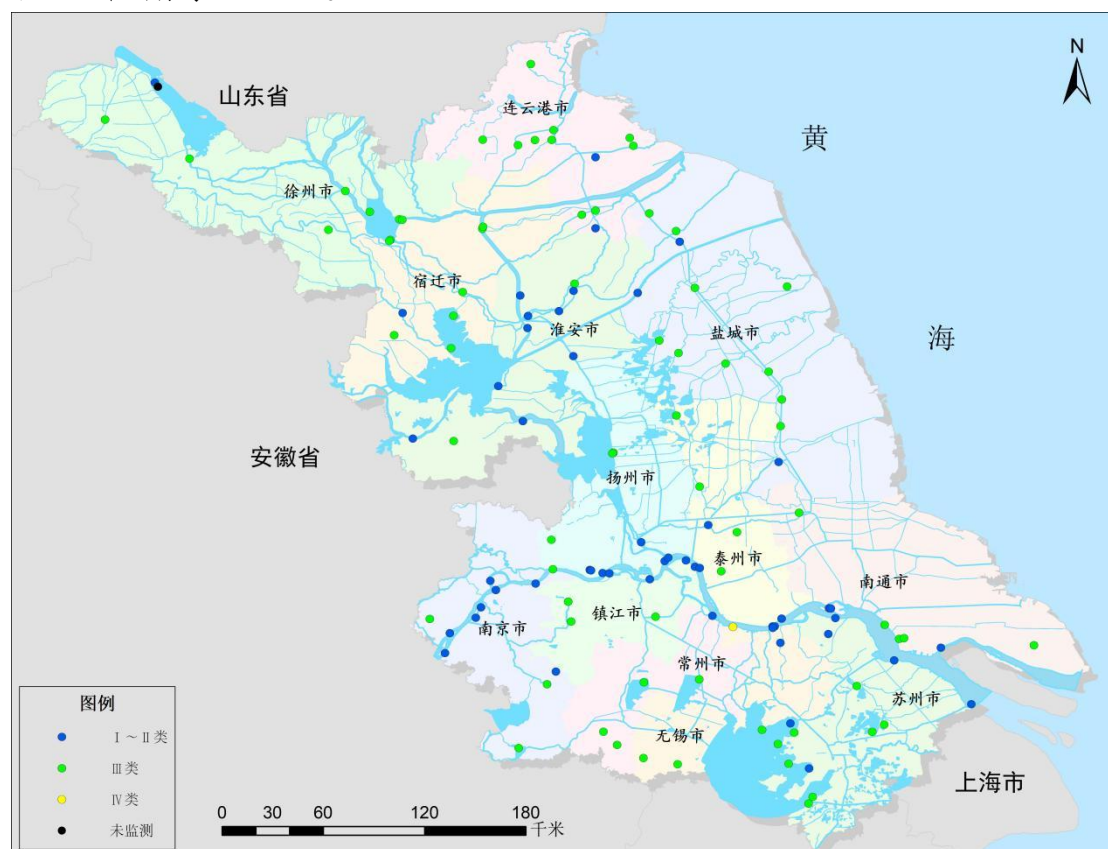 N
山东省
连云港市
黄
徐州市
宿迁市
淮安市
盐城市
海
安徽省
扬州市
泰州市
南通市
镇江市
南京市
常州市
苏州市
无锡市
上海市
图例
Ⅰ～Ⅱ类
Ⅲ类
Ⅳ类
未监测
0 30 60 120 180
千米